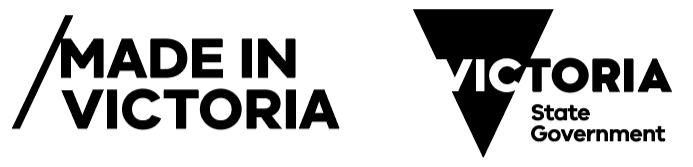 MADE IN
VICTORIA
VICTORIA
State
Government